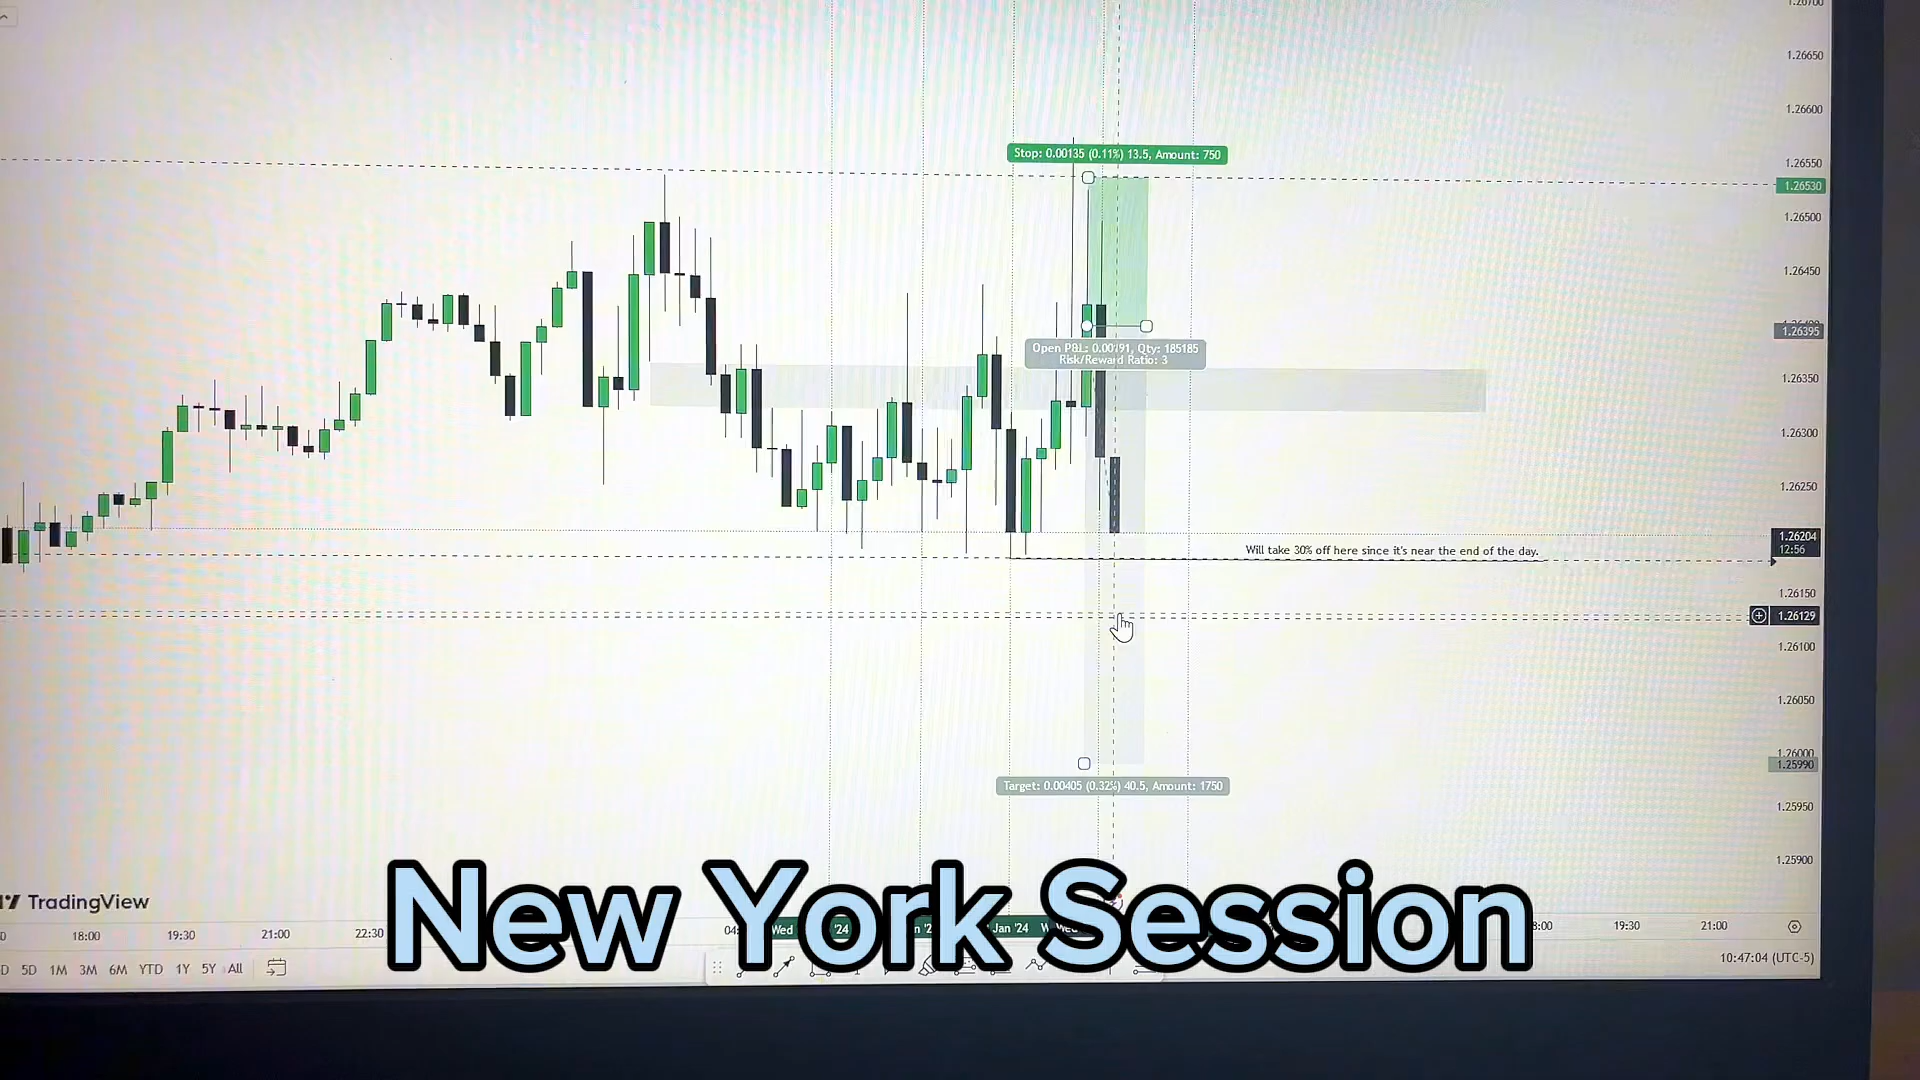 1.26700
1.26650
1.26600
Stop: 0.00135 (0.11%) 13.5, Amount: 750
1.26550
1.26530
1.26500
1.26450
1.26395
Open P&L: 0.00191, Qty: 185185
Risk/Reward Ratio: 3
1.26350
1.26300
1.26250
1.26204
12:56
Will take 30% off here since it's near the end of the day.
1.26150
1.26129
1.26100
1.26050
1.26000
1.25990
Target: 0.00405 (0.32%) 40.5, Amount: 1750
1.25950
1.25900
TradingView
New York Session
18:00 19:30 21:00 22:30 Wed '24 Jan '24 19:30 21:00
5D 1M 3M 6M YTD 1Y 5Y All
10:47:04 (UTC-5)